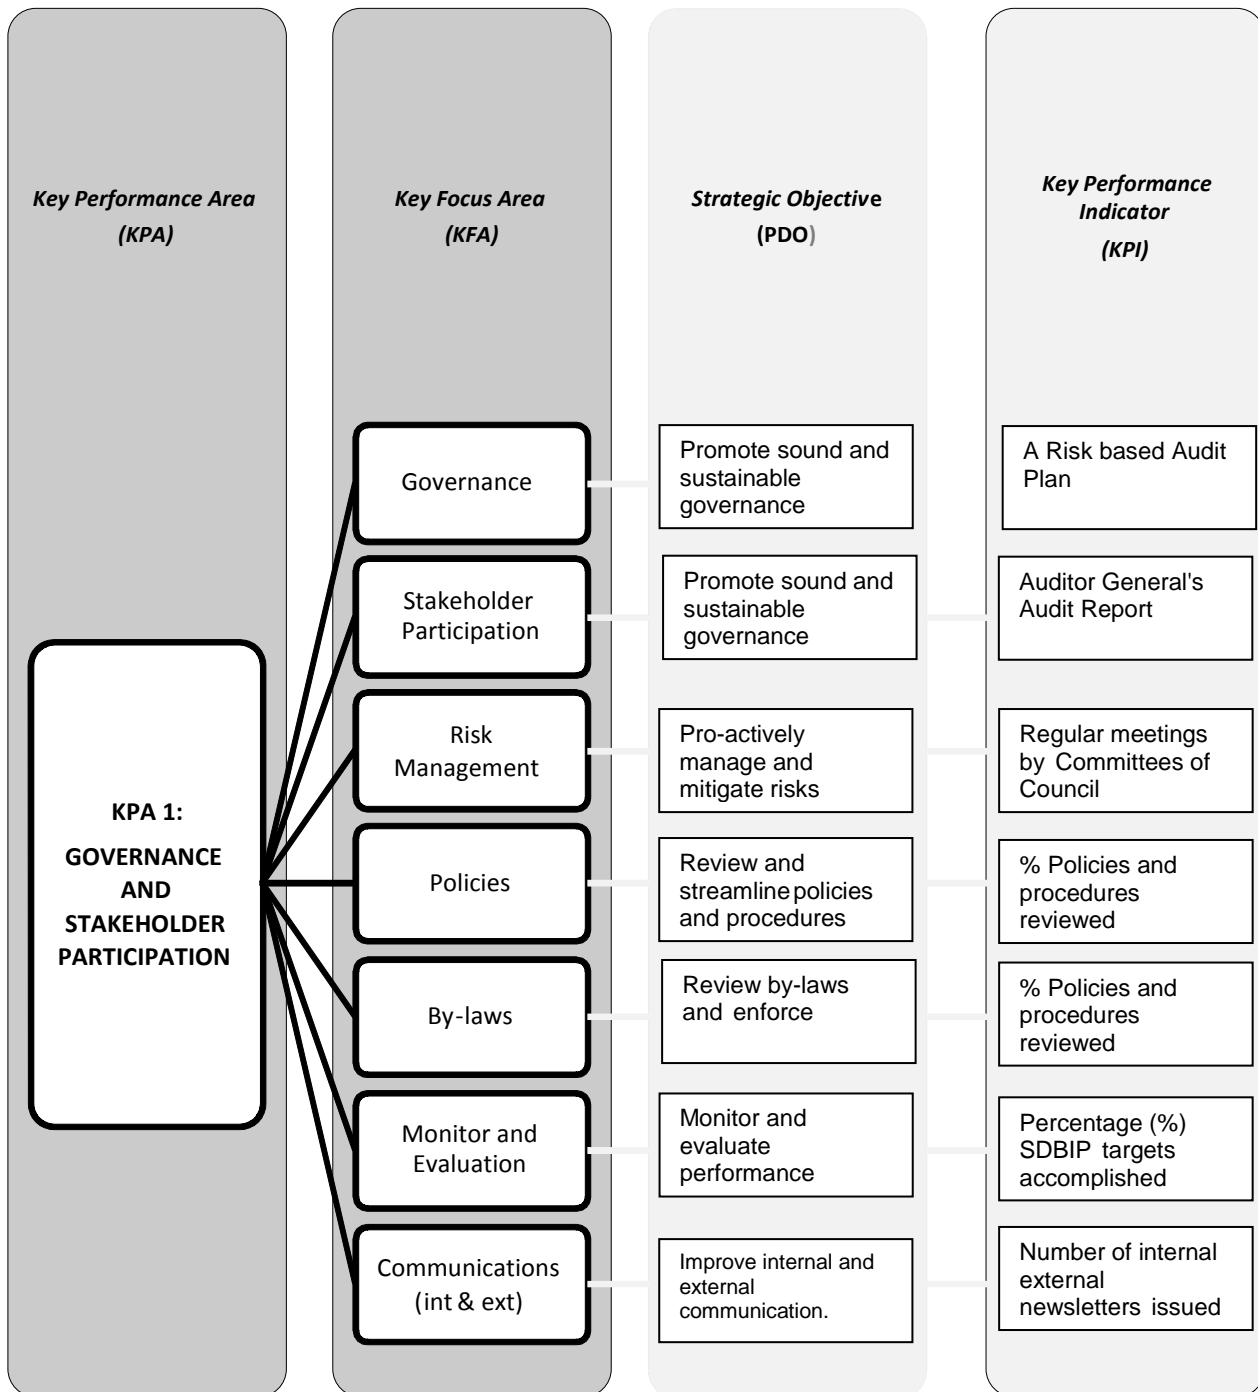 Key Performance Area
(KPA)
Key Focus Area
(KFA)
Strategic Objective
(PDO)
Key Performance
Indicator
(KPI)
KPA 1:
GOVERNANCE
AND
STAKEHOLDER
PARTICIPATION
Governance
Promote sound and
sustainable
governance
A Risk based Audit
Plan
Stakeholder
Participation
Promote sound and
sustainable
governance
Auditor General's
Audit Report
Risk
Management
Pro-actively
manage and
mitigate risks
Regular meetings
by Committees of
Council
Policies
Review and
streamline policies
and procedures
% Policies and
procedures
reviewed
By-laws
Review by-laws
and enforce
% Policies and
procedures
reviewed
Monitor and
Evaluation
Monitor and
evaluate
performance
Percentage (%)
SDBIP targets
accomplished
Communications
(int & ext)
Improve internal and
external
communication.
Number of internal
external
newsletters issued